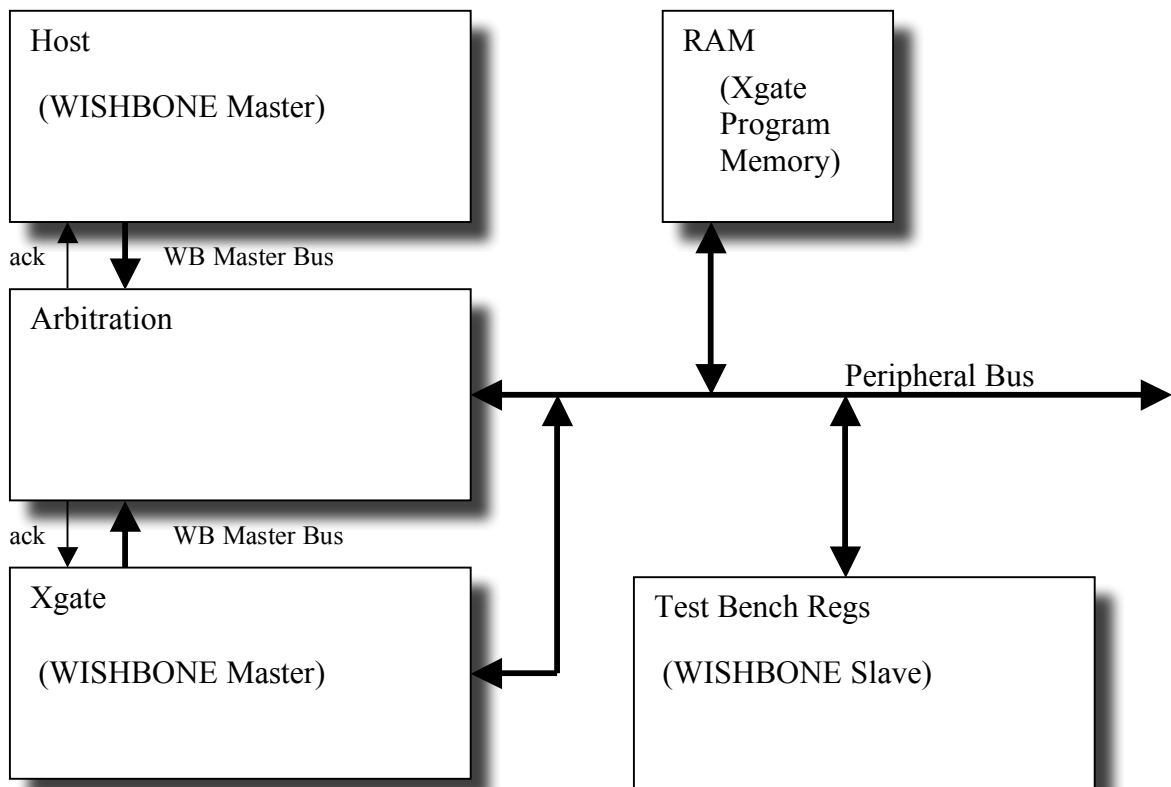 Host
(WISHBONE Master)
RAM
(Xgate
Program
Memory)
ack
WB Master Bus
Arbitration
Peripheral Bus
ack
WB Master Bus
Xgate
(WISHBONE Master)
Test Bench Regs
(WISHBONE Slave)